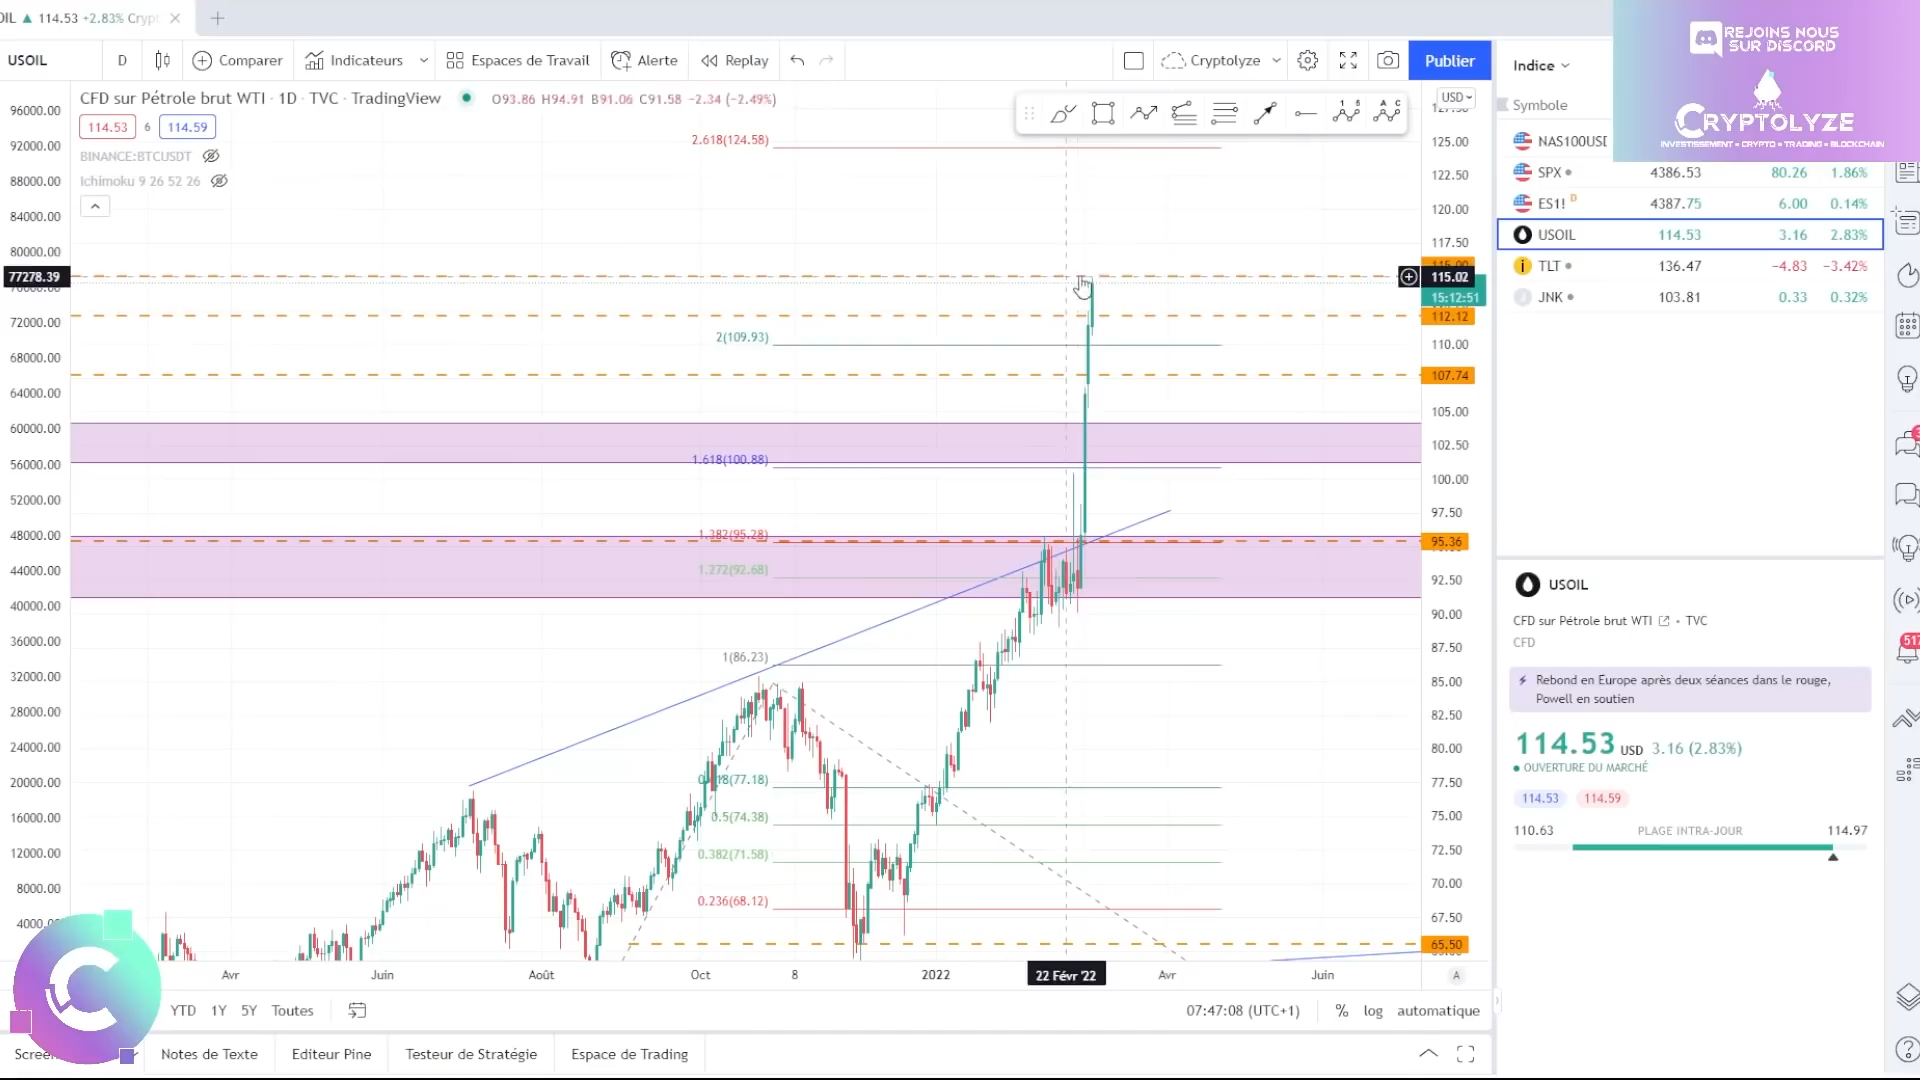 OIL ▲ 114.53 +2.83% Crypt
USOIL
D
Comparer
Indicateurs
Espaces de Travail
Alerte
Replay
Cryptolyze
Publier
CFD sur Pétrole brut WTI · 1D · TVC · TradingView
O93.86 H94.91 B91.06 C91.58 −2.34 (−2.49%)
114.53
6
114.59
BINANCE:BTCUSDT
Ichimoku 9 26 52 26
USD
96000.00
92000.00
88000.00
84000.00
80000.00
77278.39
72000.00
68000.00
64000.00
60000.00
56000.00
52000.00
48000.00
44000.00
40000.00
36000.00
32000.00
28000.00
24000.00
20000.00
16000.00
12000.00
8000.00
2.618(124.58)
2(109.93)
1.618(100.88)
1.382(95.28)
1.272(92.68)
1(86.23)
0.618(77.18)
0.5(74.38)
0.382(71.58)
0.236(68.12)
125.00
122.50
120.00
117.50
115.00
115.02
15:12:51
112.12
110.00
107.74
105.00
102.50
100.00
97.50
95.36
92.50
90.00
87.50
85.00
82.50
80.00
77.50
75.00
72.50
70.00
67.50
65.50
Avr
Juin
Août
Oct
8
2022
22 Févr '22
Avr
Juin
A
YTD
1Y
5Y
Toutes
07:47:08 (UTC+1)
%
log
automatique
Notes de Texte
Editeur Pine
Testeur de Stratégie
Espace de Trading
REJOINS NOUS
SUR DISCORD
CRYPTOLYZE
INVESTISSEMENT • CRYPTO • TRADING • BLOCKCHAIN
Indice
Symbole
NAS100USD
SPX 4386.53 80.26 1.86%
ES1! D 4387.75 6.00 0.14%
USOIL 114.53 3.16 2.83%
TLT 136.47 −4.83 −3.42%
JNK 103.81 0.33 0.32%
USOIL
CFD sur Pétrole brut WTI • TVC
CFD
Rebond en Europe après deux séances dans le rouge,
Powell en soutien
114.53 USD 3.16 (2.83%)
OUVERTURE DU MARCHÉ
114.53
114.59
110.63 PLAGE INTRA-JOUR 114.97